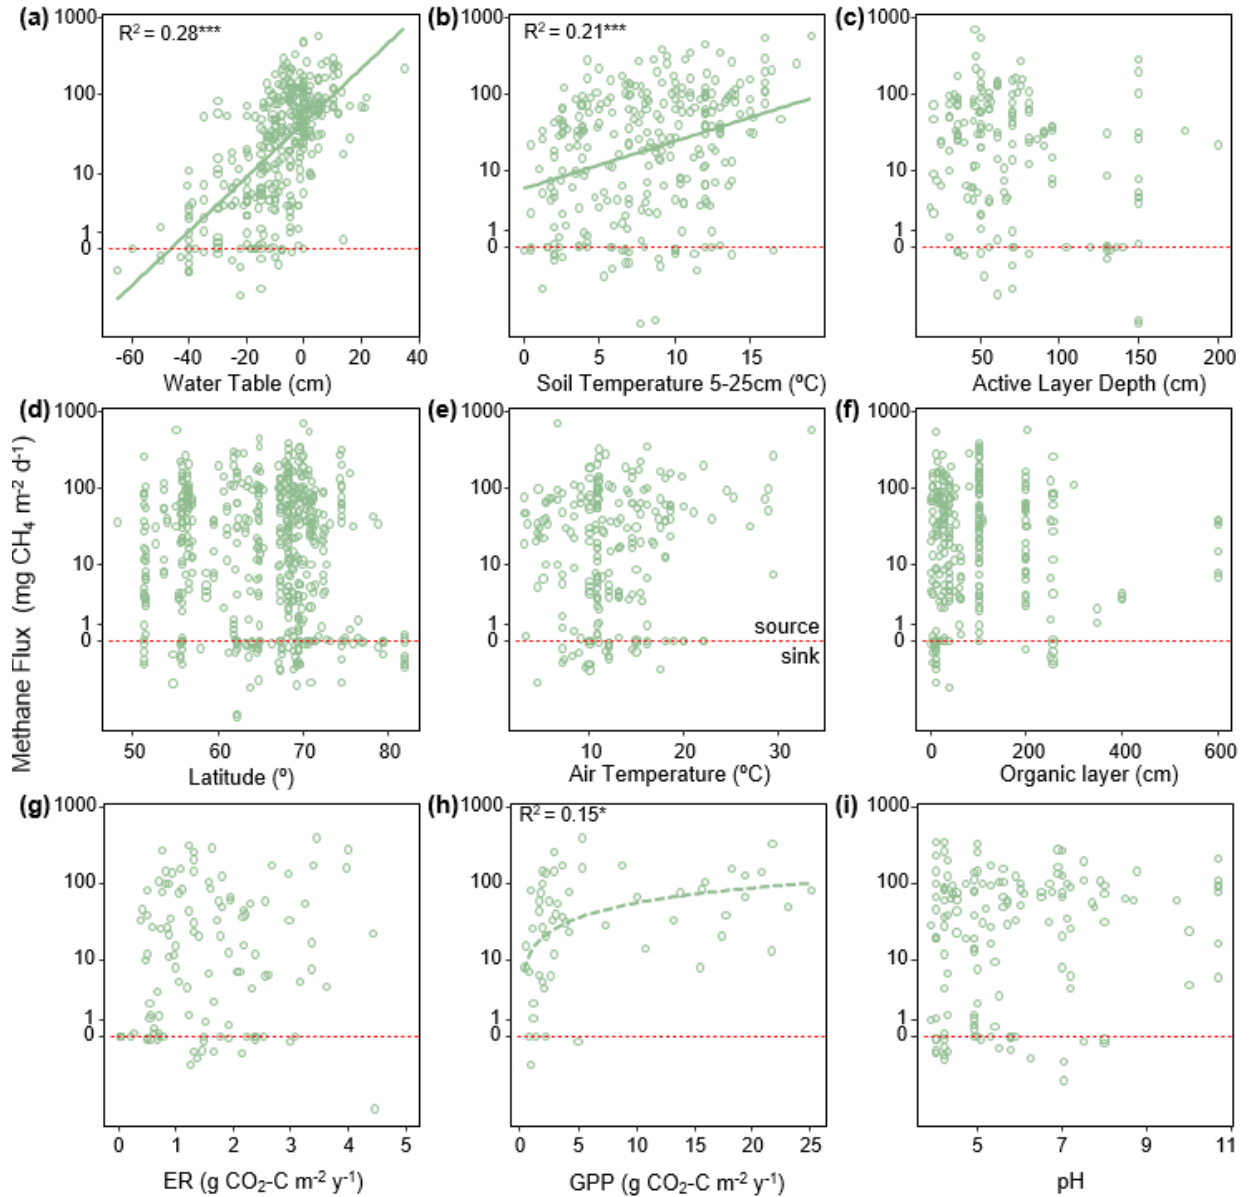 (a)
R² = 0.28***
1000
100
10
1
0
-60 -40 -20 0 20 40
Water Table (cm)
(b)
R² = 0.21***
1000
100
10
1
0
0 5 10 15
Soil Temperature 5-25cm (ºC)
(c)
1000
100
10
1
0
50 100 150 200
Active Layer Depth (cm)
Methane Flux (mg CH₄ m⁻² d⁻¹)
(d)
1000
100
10
1
0
50 60 70 80
Latitude (º)
(e)
1000
100
10
1
0
source
sink
10 20 30
Air Temperature (ºC)
(f)
1000
100
10
1
0
0 200 400 600
Organic layer (cm)
(g)
1000
100
10
1
0
0 1 2 3 4 5
ER (g CO₂-C m⁻² y⁻¹)
(h)
R² = 0.15*
1000
100
10
1
0
0 5 10 15 20 25
GPP (g CO₂-C m⁻² y⁻¹)
(i)
1000
100
10
1
0
5 7 9 11
pH